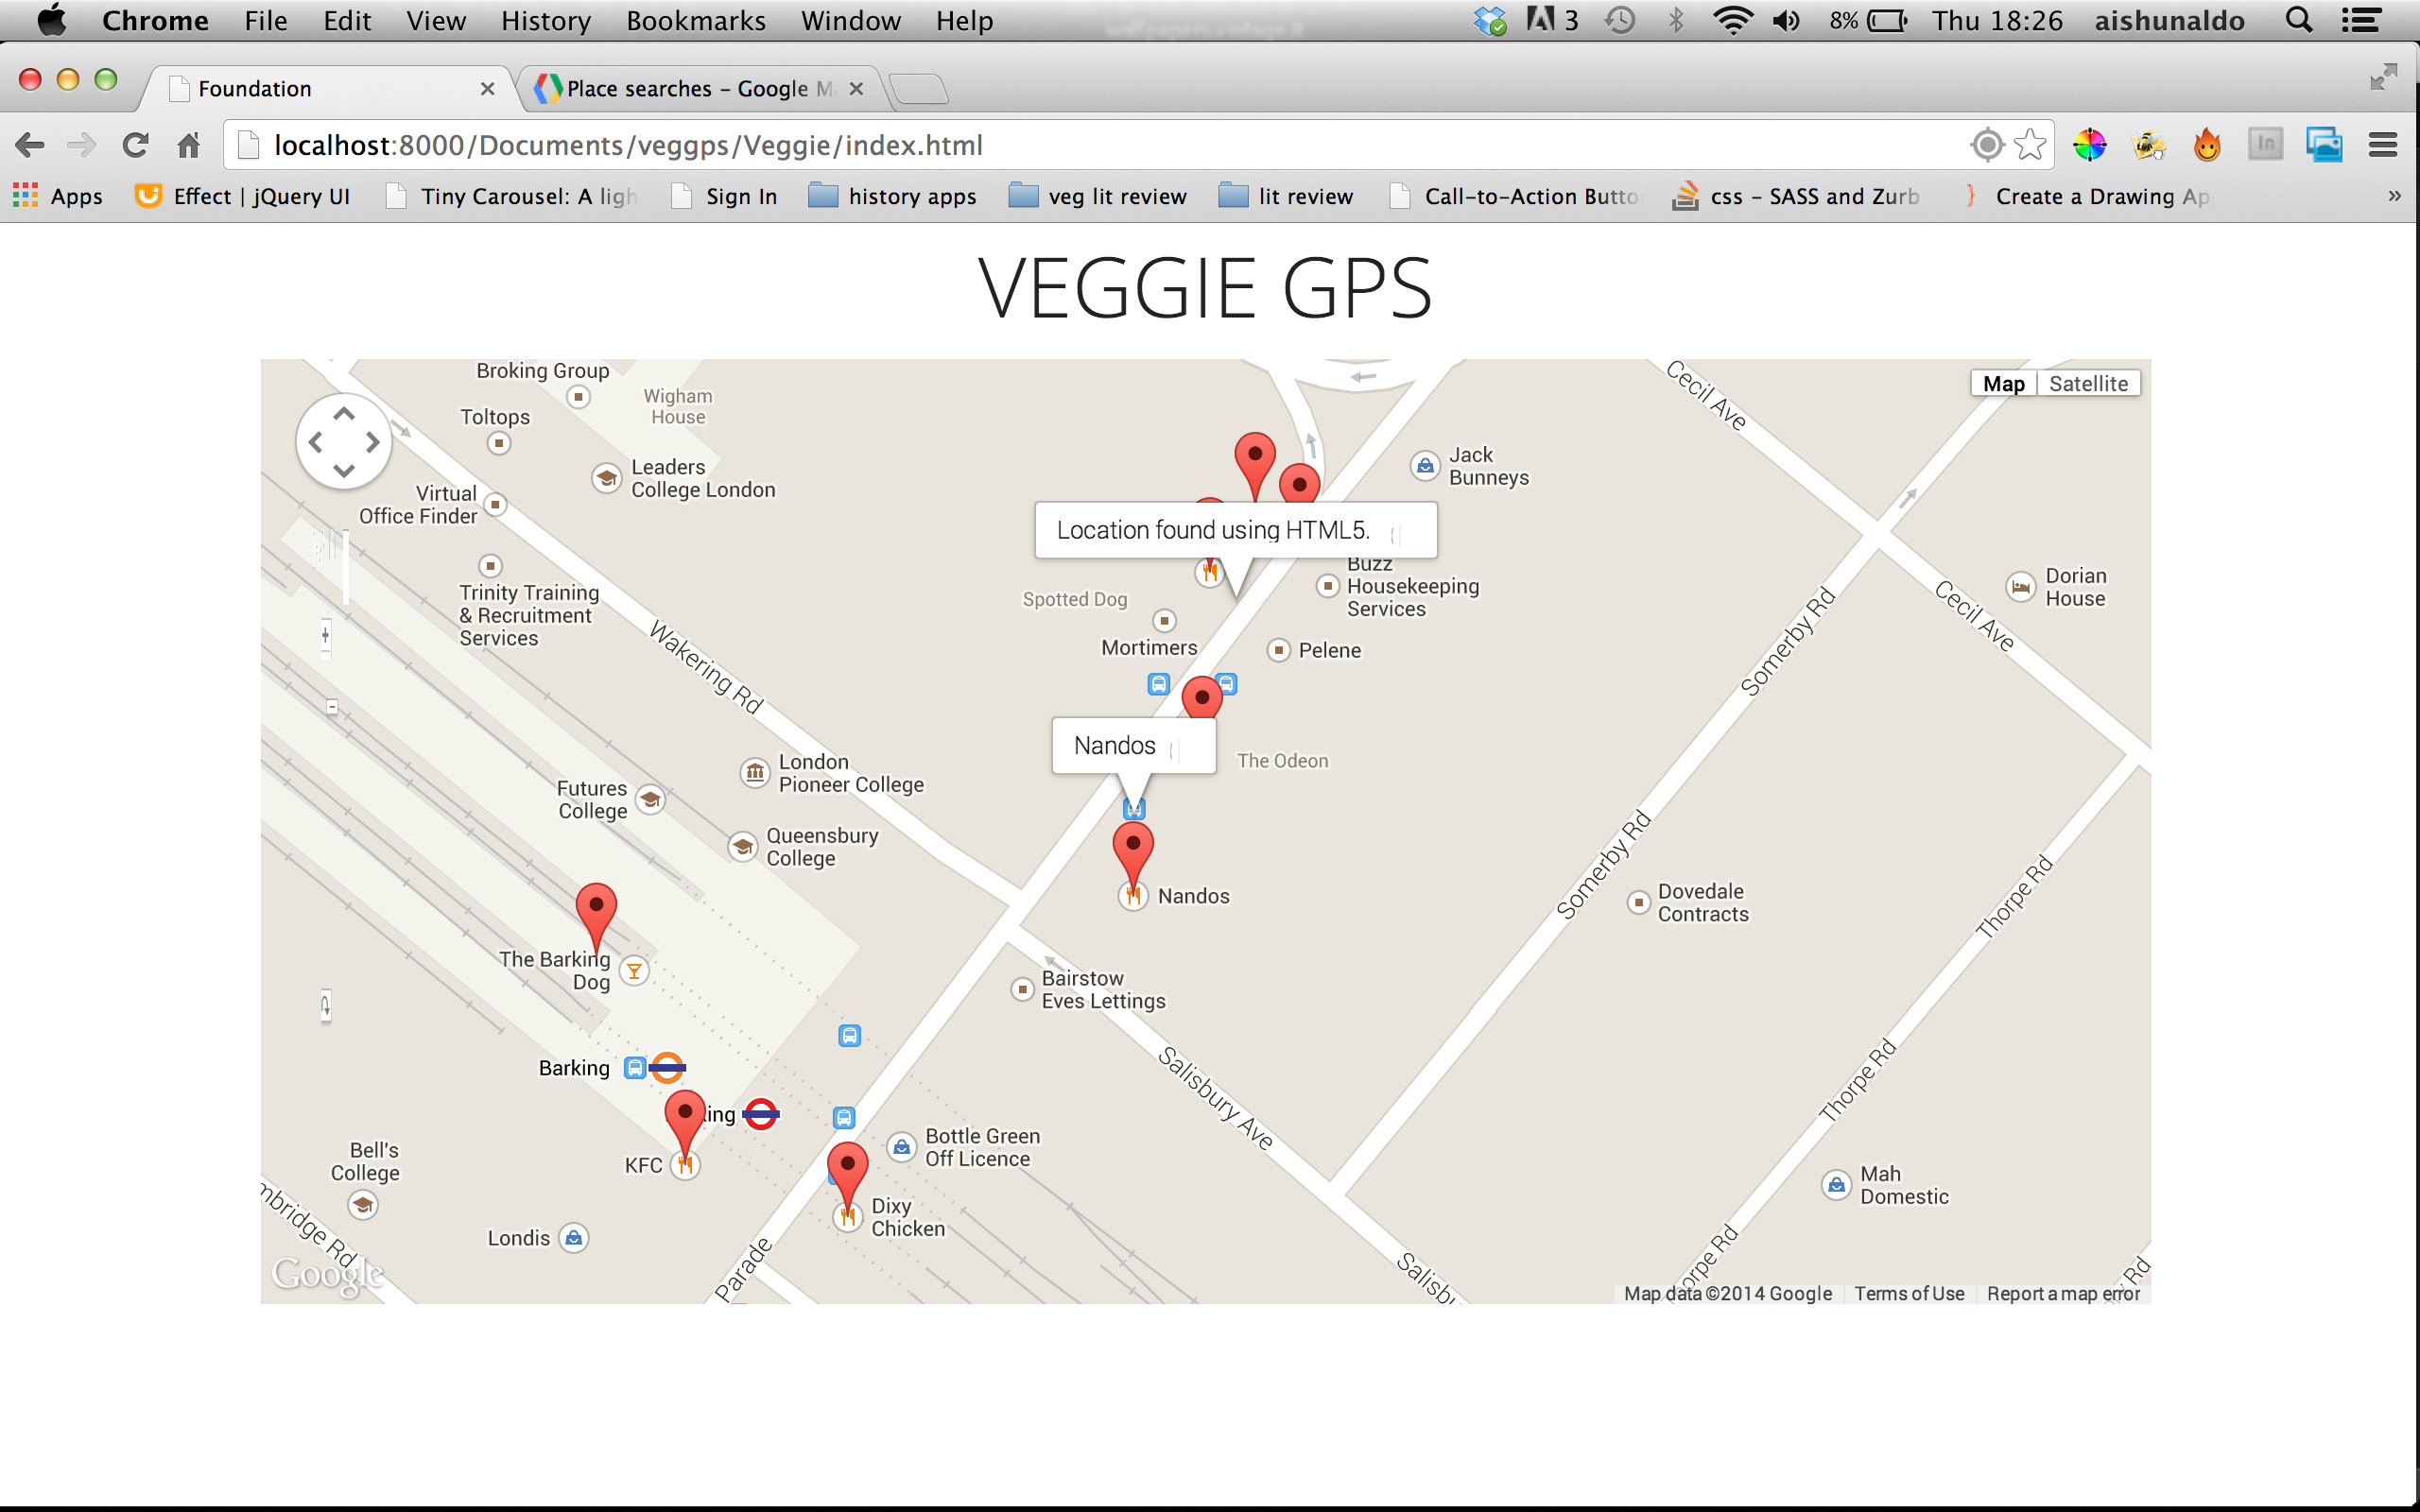 Chrome File Edit View History Bookmarks Window Help
3 8% Thu 18:26 aishunaldo
Foundation
Place searches - Google Ma
localhost:8000/Documents/veggps/Veggie/index.html
Apps Effect | jQuery UI Tiny Carousel: A ligh Sign In history apps veg lit review lit review Call-to-Action Butto css - SASS and Zurb Create a Drawing Ap »
VEGGIE GPS
Map Satellite
Broking Group
Wigham
House
Toltops
Leaders
College London
Virtual
Office Finder
Trinity Training
& Recruitment
Services
Wakering Rd
Cecil Ave
Jack
Bunneys
Location found using HTML5.
Buzz
Housekeeping
Services
Spotted Dog
Mortimers
Pelene
Dorian
House
Cecil Ave
Somerby Rd
Nandos
The Odeon
London
Pioneer College
Futures
College
Queensbury
College
Nandos
Somerby Rd
Dovedale
Contracts
Thorpe Rd
The Barking
Dog
Bairstow
Eves Lettings
Barking
king
KFC
Bell's
College
Bottle Green
Off Licence
Salisbury Ave
Thorpe Rd
Dixy
Chicken
Mah
Domestic
Londis
mbridge Rd
Parade
Salisbu
orpe Rd
Rd
Google
Map data ©2014 Google Terms of Use Report a map error